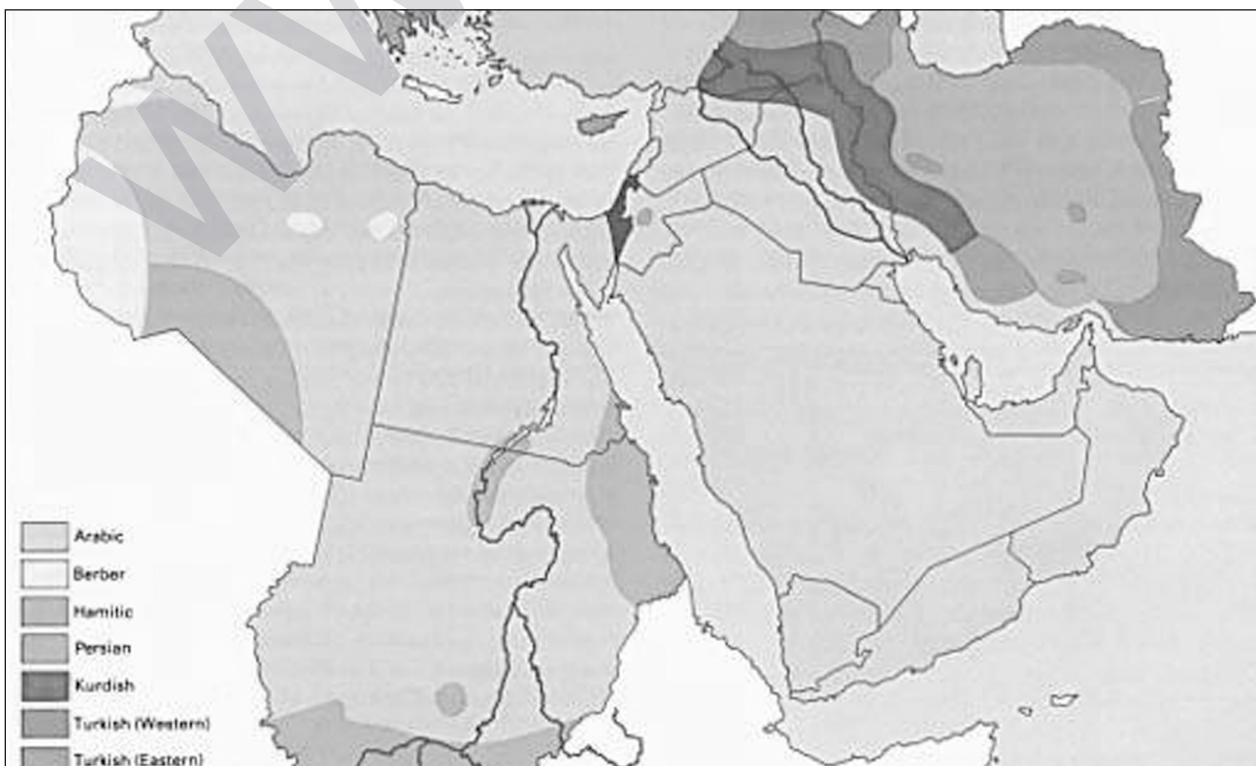 Arabic
Berber
Hamitic
Persian
Kurdish
Turkish (Western)
Turkish (Eastern)